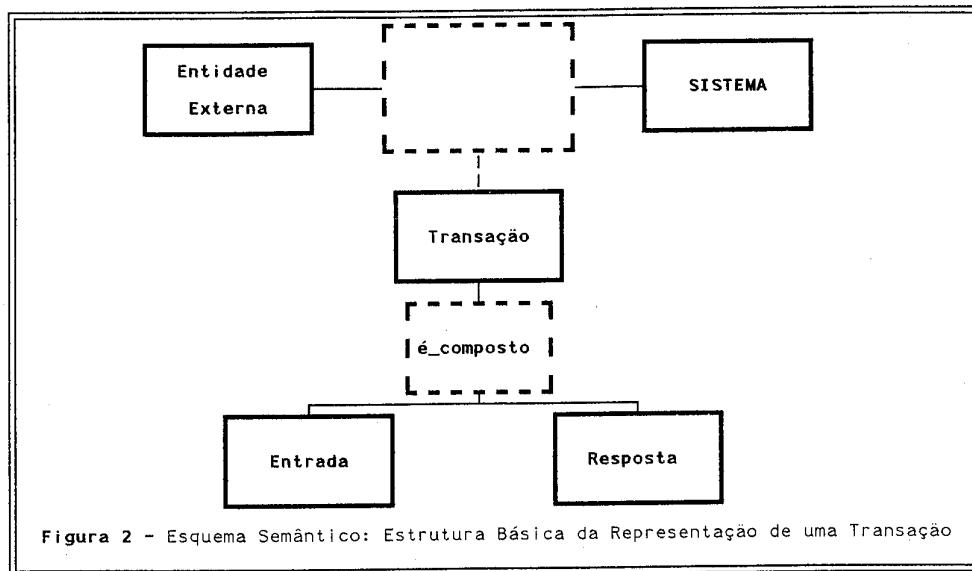 Entidade
Externa
SISTEMA
Transação
é_composto
Entrada
Resposta
Figura 2 - Esquema Semântico: Estrutura Básica da Representação de uma Transação